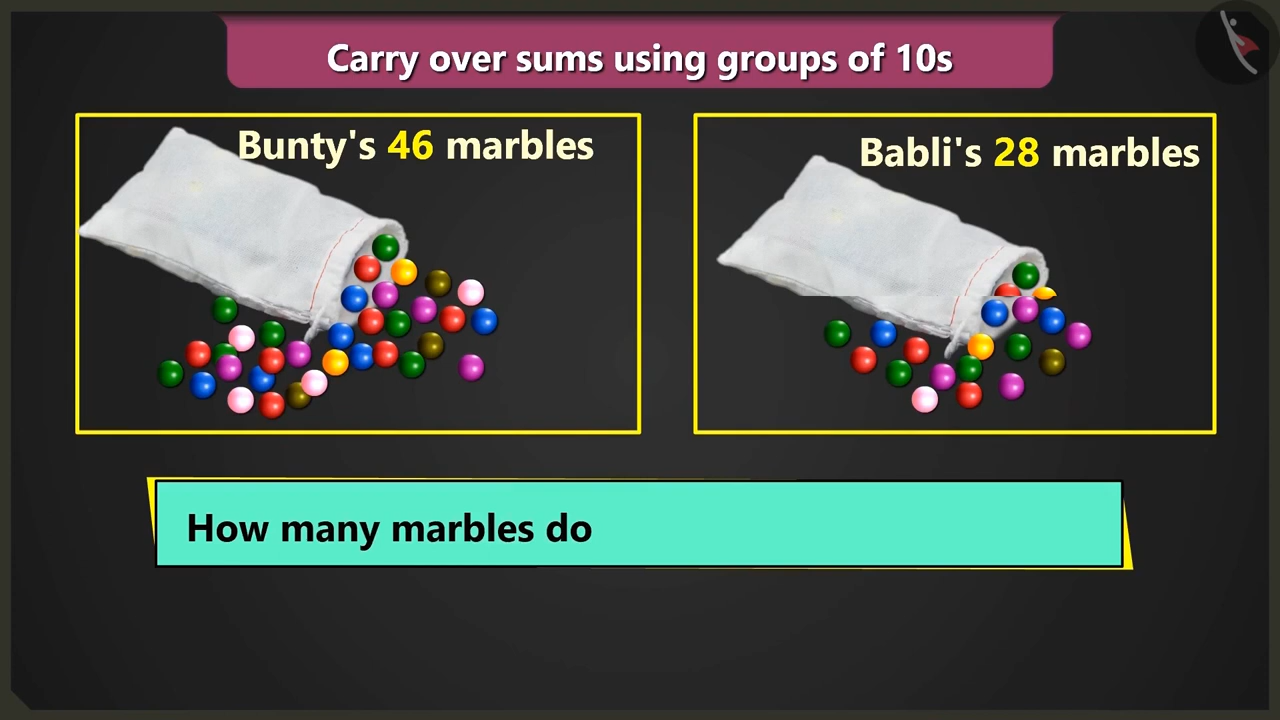 Carry over sums using groups of 10s
Bunty's 46 marbles
Babli's 28 marbles
How many marbles do